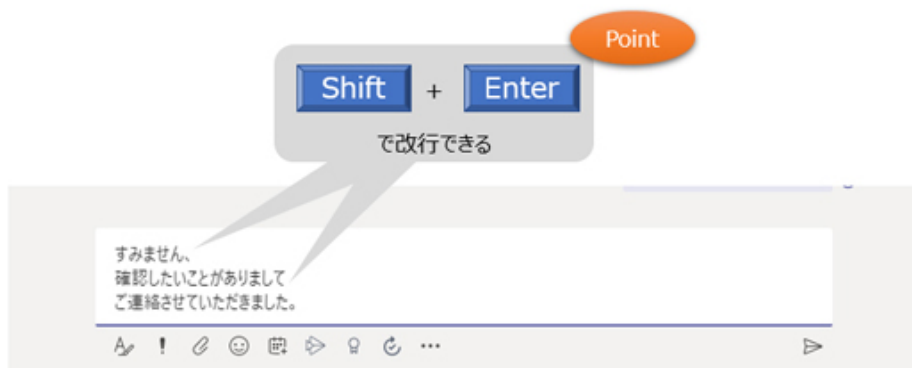 Point
Shift + Enter
で改行できる
すみません、
確認したいことがありまして
ご連絡させていただきました。